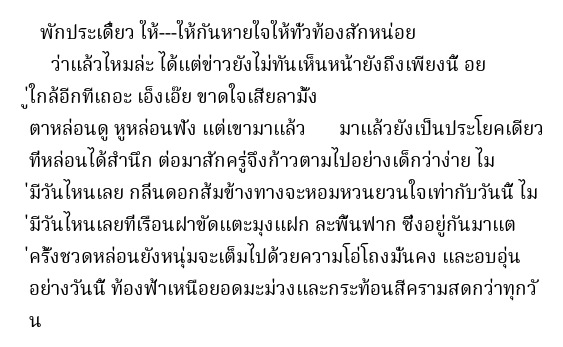 พักประเดี๋ยว ให้---ให้กันหายใจให้ทั่วท้องสักหน่อย
ว่าแล้วไหมล่ะ ได้แต่ข่าวยังไม่ทันเห็นหน้ายังถึงเพียงนี้ อย
่ใกล้อีกทีเถอะ เอ็งเอ๊ย ขาดใจเสียลามั้ง
ตาหล่อนดู หูหล่อนฟัง แต่เขามาแล้ว มาแล้วยังเป็นประโยคเดียว
ที่หล่อนได้สำนึก ต่อมาสักครู่จึงก้าวตามไปอย่างเด็กว่าง่าย ไม
่มีวันไหนเลย กลิ่นดอกส้มข้างทางจะหอมหวนยวนใจเท่ากับวันนี้ ไม
่มีวันไหนเลยที่เรือนฝาขัดแตะมุงแฝก ละพื้นฟาก ซึ่งอยู่กันมาแต
่ครั้งชวดหล่อนยังหนุ่มจะเต็มไปด้วยความโอ่โถงมั่นคง และอบอุ่น
อย่างวันนี้ ท้องฟ้าเหนือยอดมะม่วงและกระท้อนสีครามสดกว่าทุกวั
น